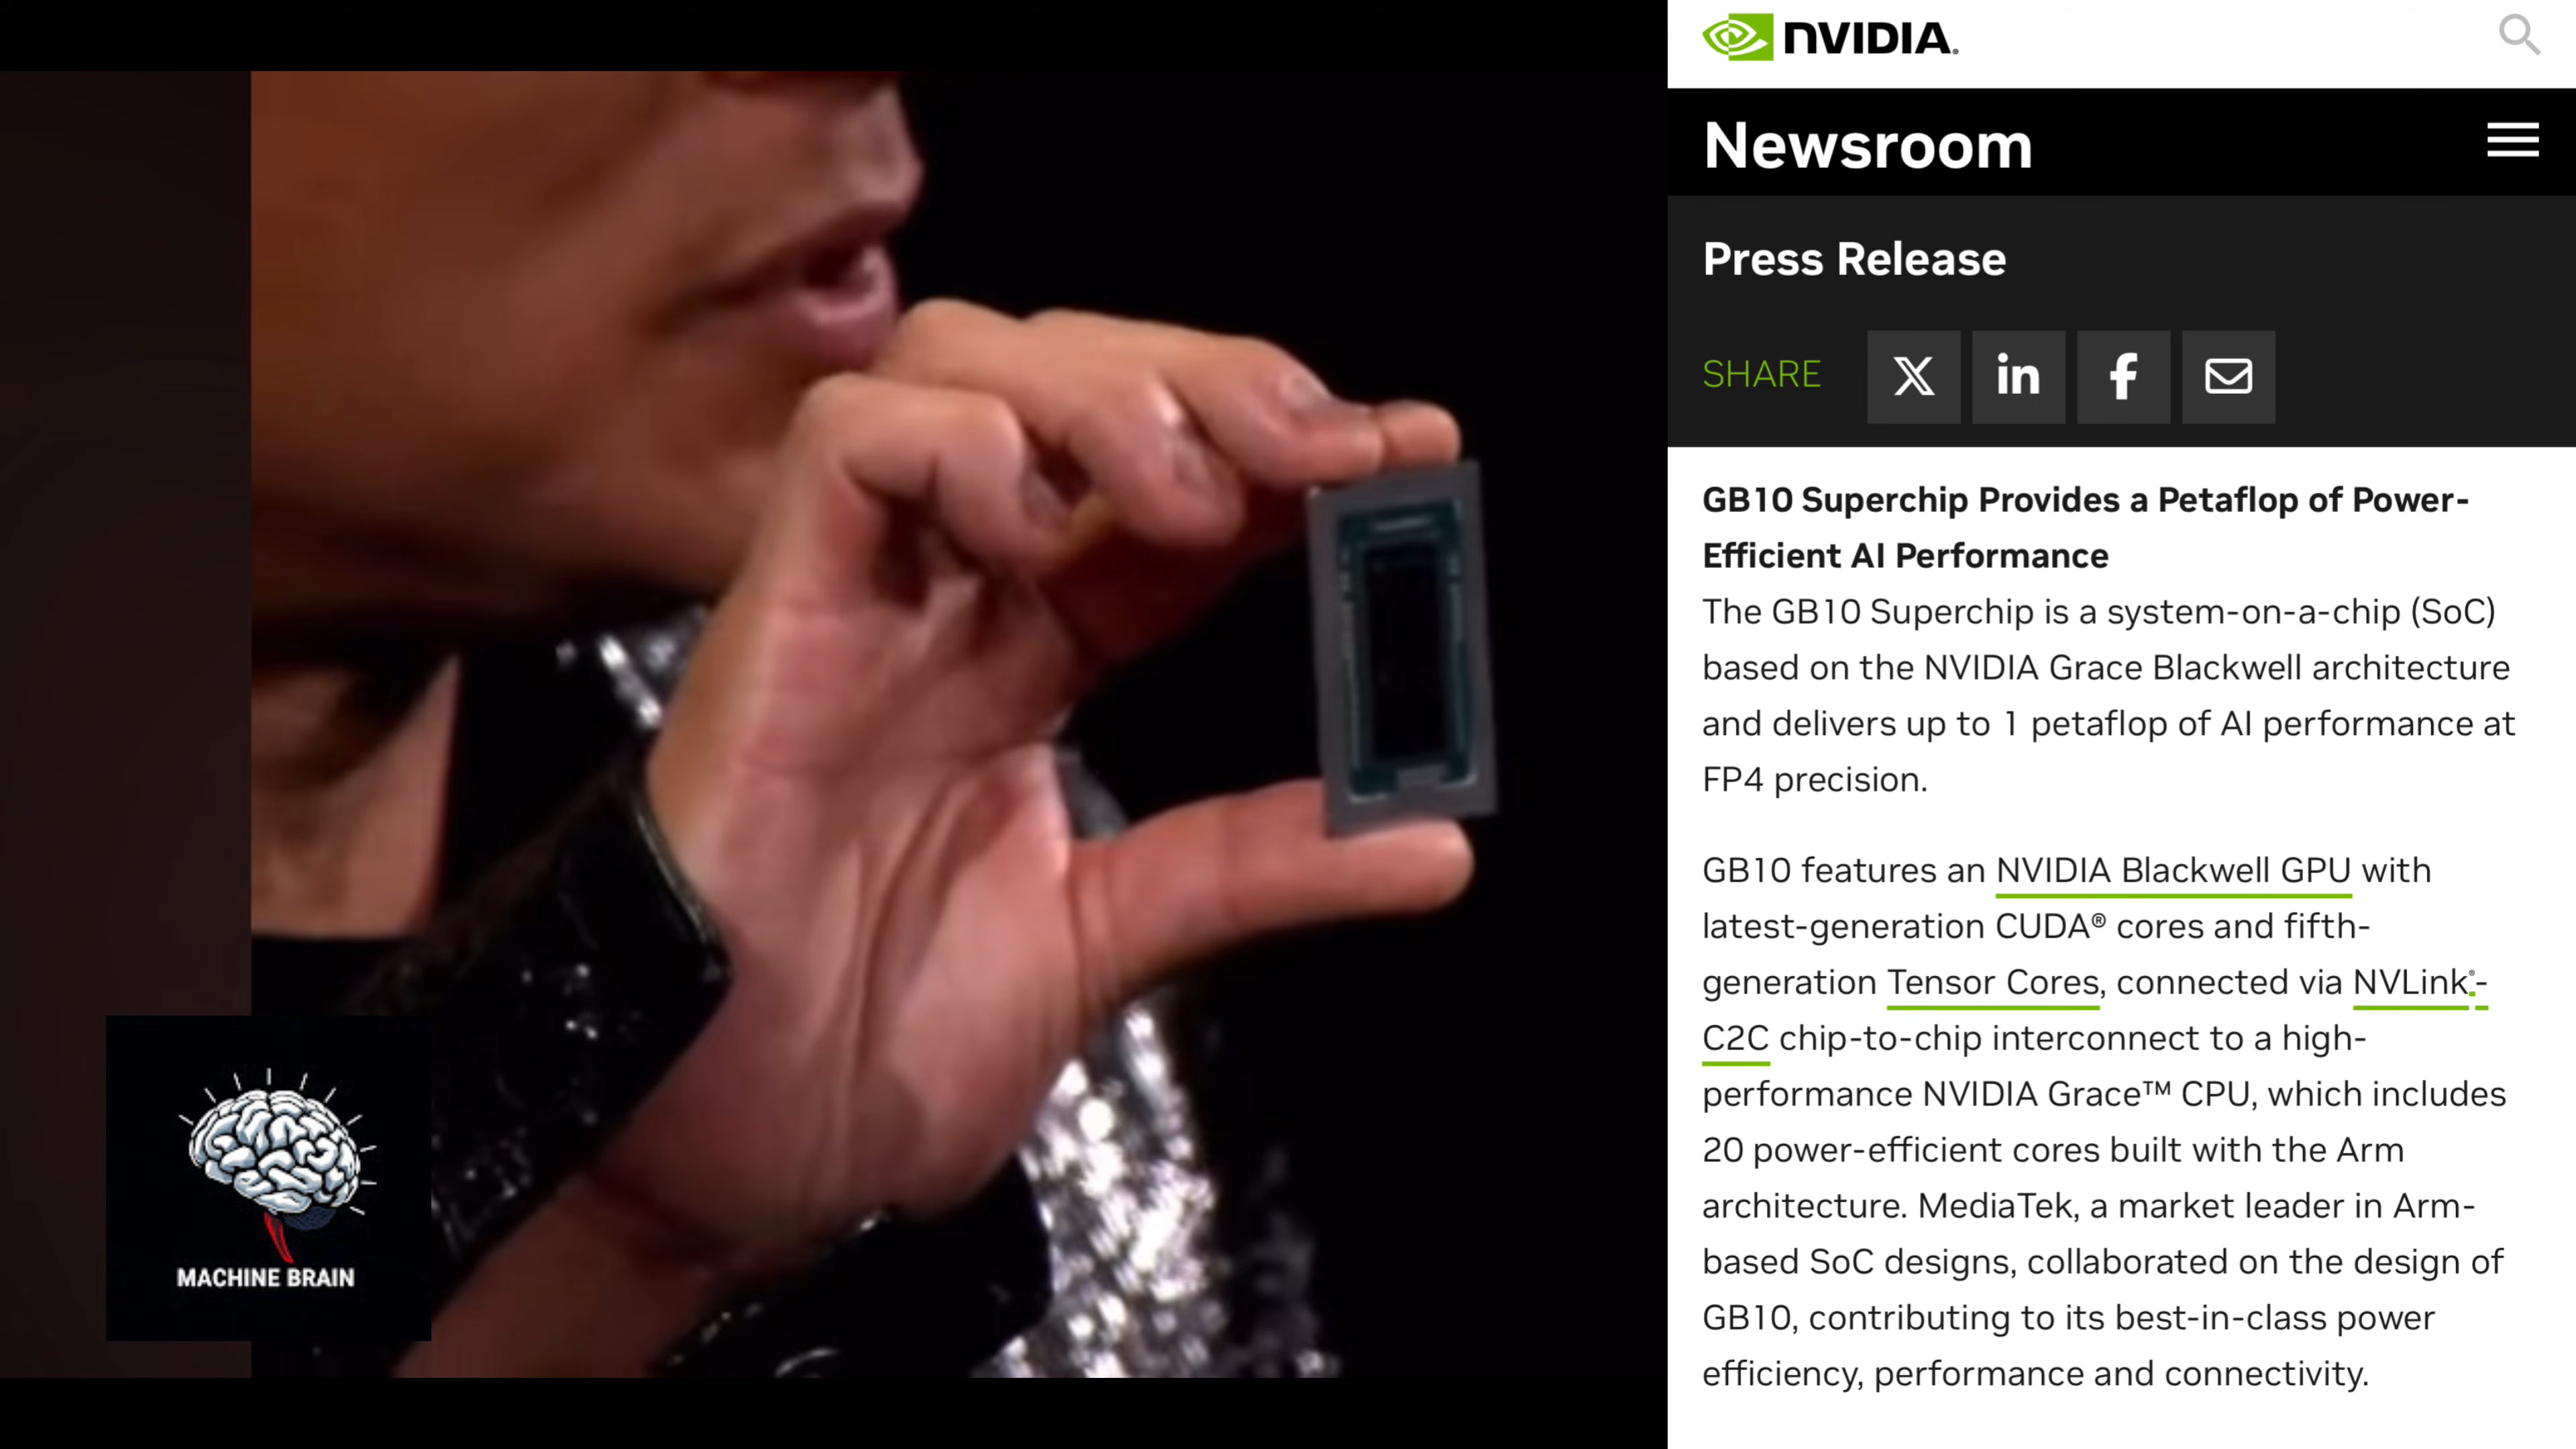 MACHINE BRAIN
NVIDIA.
Newsroom
Press Release
SHARE
GB10 Superchip Provides a Petaflop of Power-
Efficient AI Performance
The GB10 Superchip is a system-on-a-chip (SoC)
based on the NVIDIA Grace Blackwell architecture
and delivers up to 1 petaflop of AI performance at
FP4 precision.
GB10 features an NVIDIA Blackwell GPU with
latest-generation CUDA® cores and fifth-
generation Tensor Cores, connected via NVLink®-
C2C chip-to-chip interconnect to a high-
performance NVIDIA Grace™ CPU, which includes
20 power-efficient cores built with the Arm
architecture. MediaTek, a market leader in Arm-
based SoC designs, collaborated on the design of
GB10, contributing to its best-in-class power
efficiency, performance and connectivity.